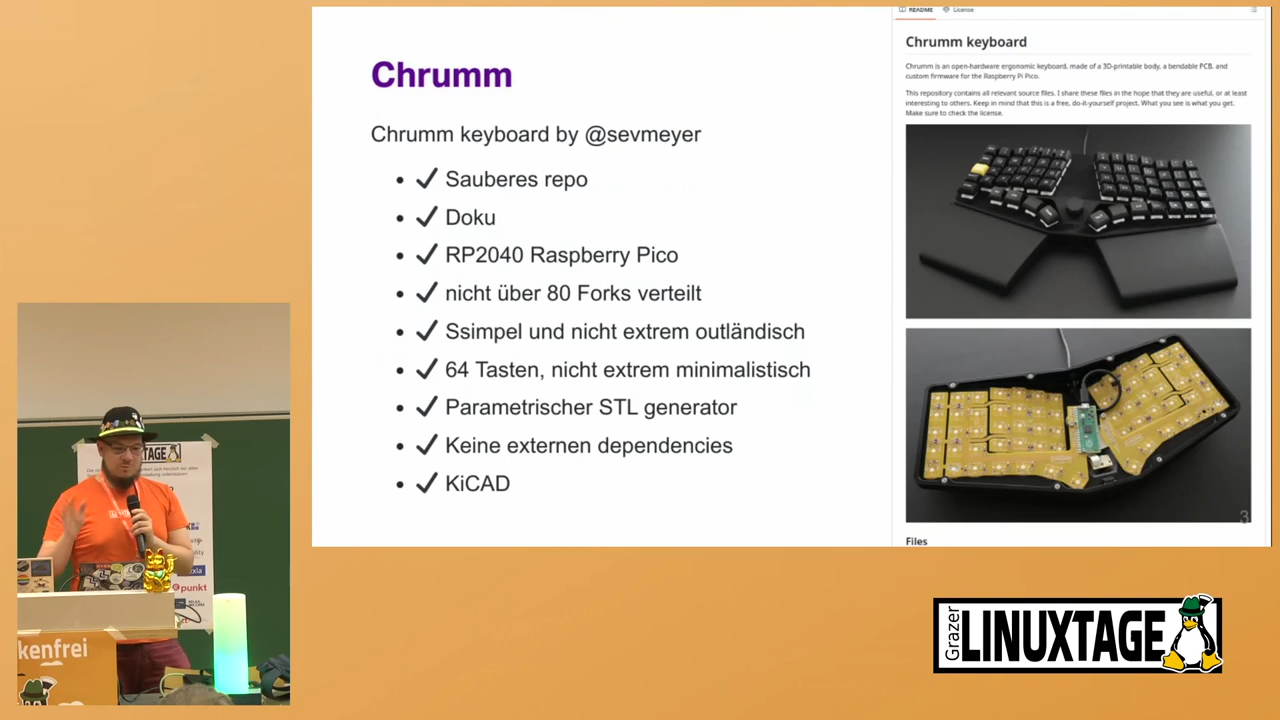 Chrumm
Chrumm keyboard by @sevmeyer
✓ Sauberes repo
✓ Doku
✓ RP2040 Raspberry Pico
✓ nicht über 80 Forks verteilt
✓ Ssimpel und nicht extrem outländisch
✓ 64 Tasten, nicht extrem minimalistisch
✓ Parametrischer STL generator
✓ Keine externen dependencies
✓ KiCAD
README License
Chrumm keyboard
Chrumm is an open-hardware ergonomic keyboard, made of a 3D-printable body, a bendable PCB, and
custom firmware for the Raspberry Pi Pico.
This repository contains all relevant source files. I share these files in the hope that they are useful, or at least
interesting to others. Keep in mind that this is a free, do-it-yourself project. What you see is what you get.
Make sure to check the license.
3
Files
TAGE
punkt
kenfrei
Grazer
LINUXTAGE